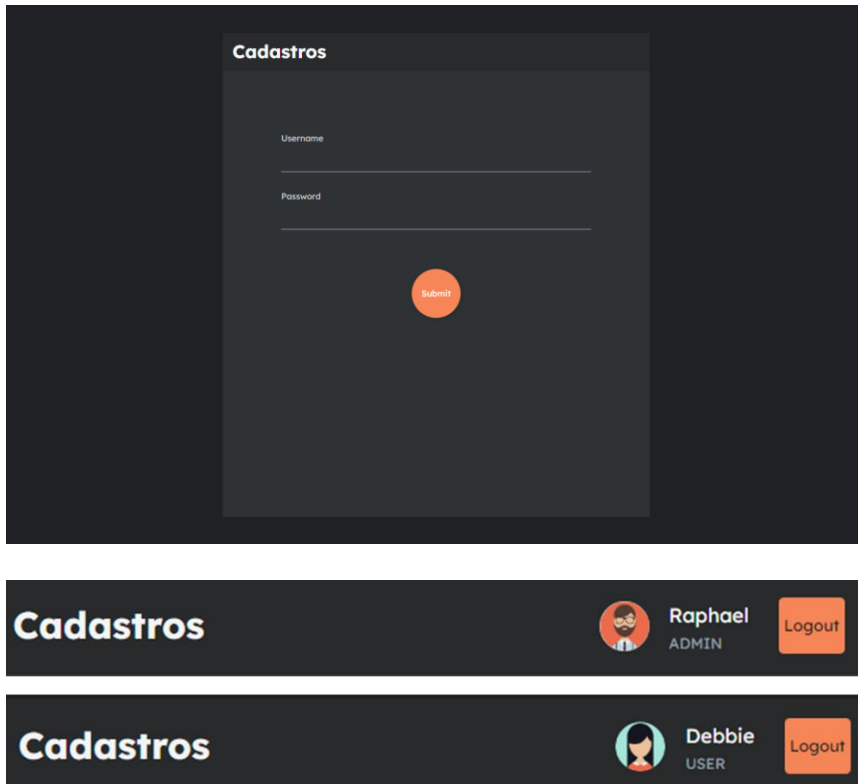 Cadastros
Username
Password
Submit
Cadastros
Raphael
ADMIN
Logout
Cadastros
Debbie
USER
Logout